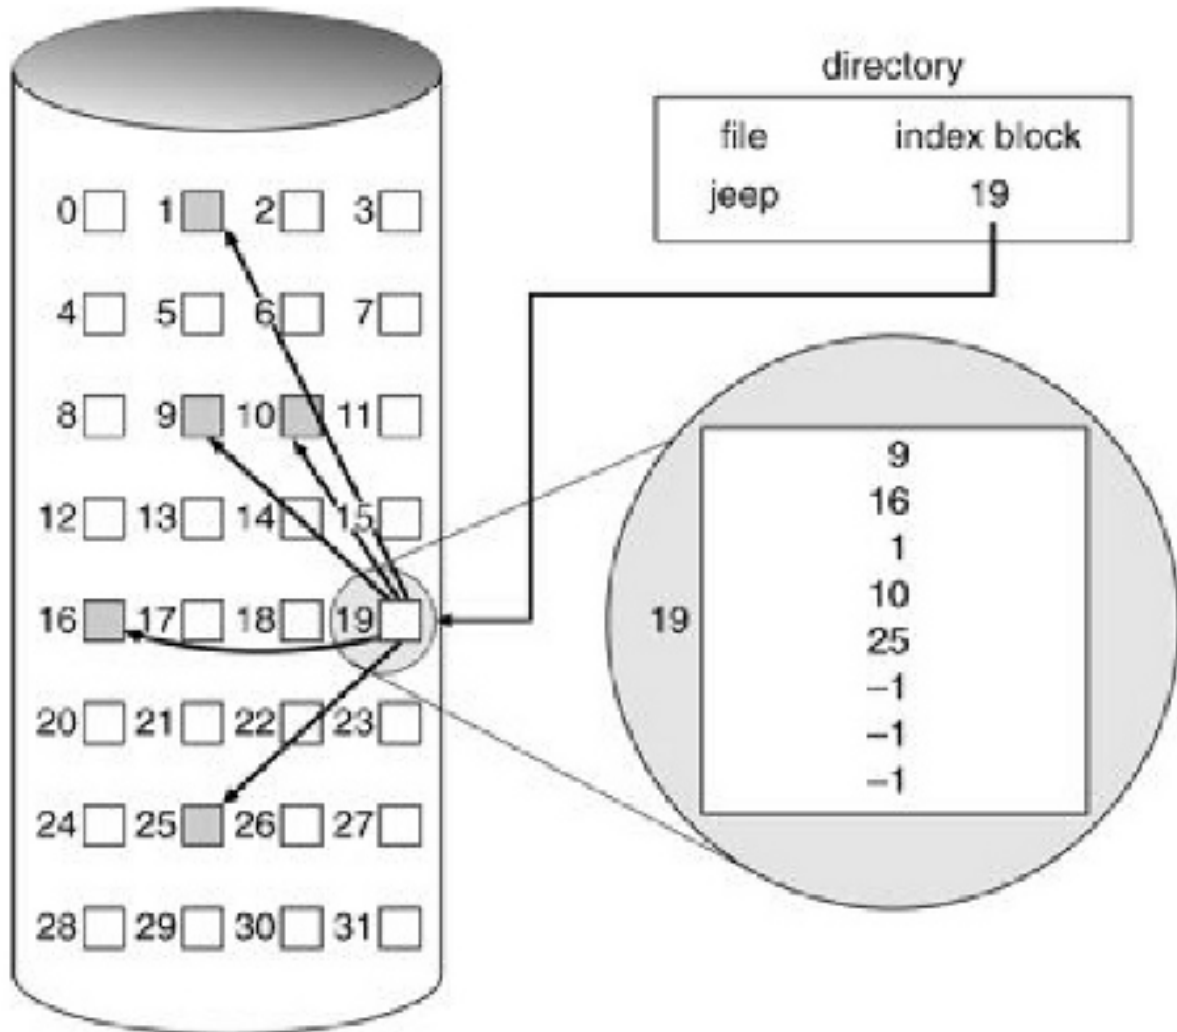 directory
file index block
jeep 19
0 1 2 3
4 5 6 7
8 9 10 11
12 13 14 15
16 17 18 19
20 21 22 23
24 25 26 27
28 29 30 31
19
9
16
1
10
25
–1
–1
–1